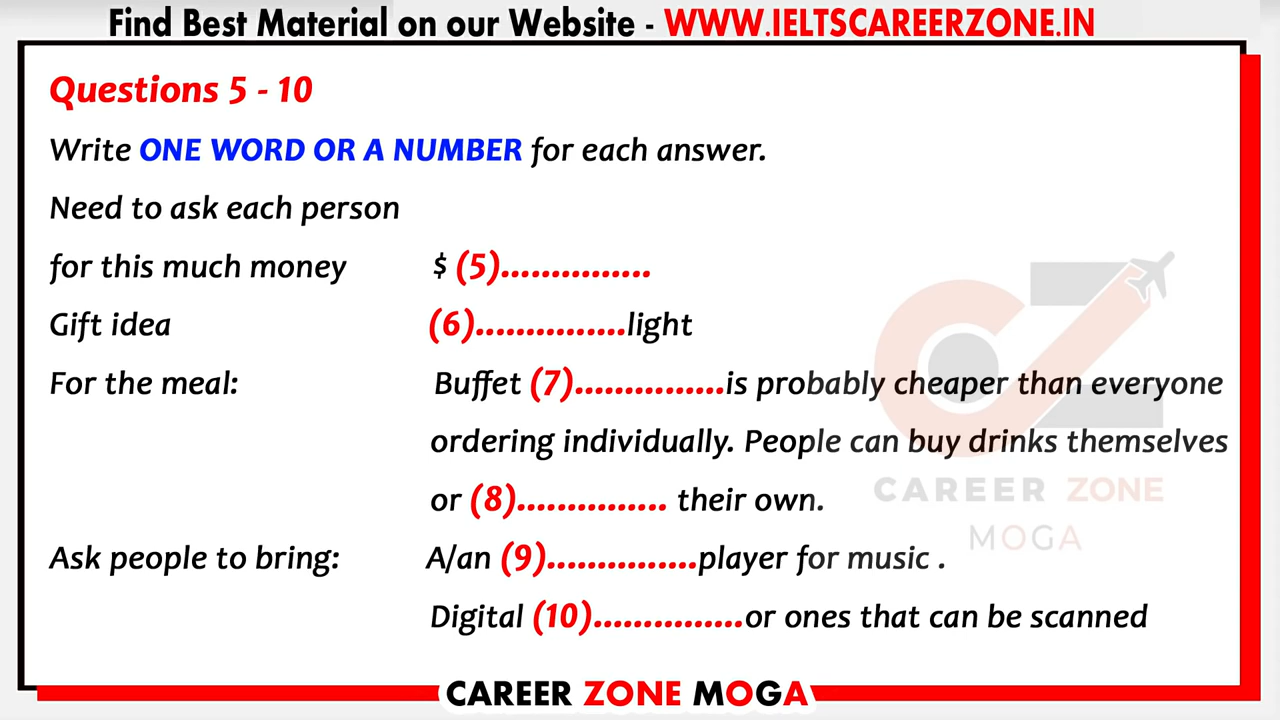 Find Best Material on our Website - WWW.IELTSCAREERZONE.IN
Questions 5 - 10
Write ONE WORD OR A NUMBER for each answer.
Need to ask each person
for this much money $ (5)...............
Gift idea (6)...............light
For the meal: Buffet (7)...............is probably cheaper than everyone
ordering individually. People can buy drinks themselves
or (8)............... their own.
CAREER ZONE
MOGA
Ask people to bring: A/an (9)...............player for music .
Digital (10)...............or ones that can be scanned
CAREER ZONE MOGA